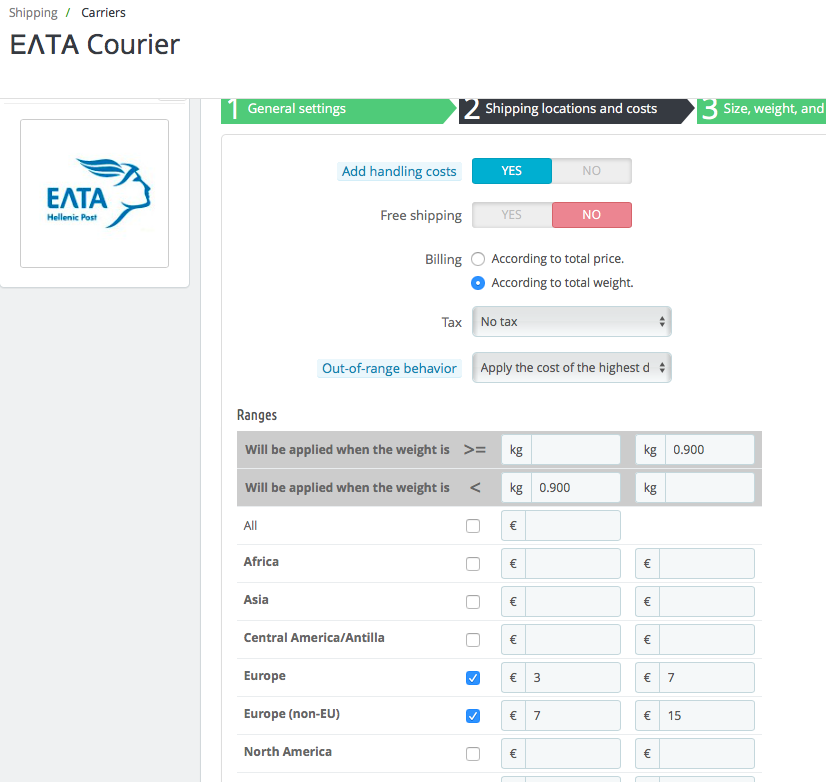 Shipping / Carriers
ΕΛΤΑ Courier
1 General settings
2 Shipping locations and costs
3 Size, weight, and
ΕΛΤΑ
Hellenic Post
Add handling costs YES NO
Free shipping YES NO
Billing According to total price.
According to total weight.
Tax No tax
Out-of-range behavior Apply the cost of the highest d
Ranges
Will be applied when the weight is >= kg kg 0.900
Will be applied when the weight is < kg 0.900 kg
All €
Africa € €
Asia € €
Central America/Antilla € €
Europe € 3 € 7
Europe (non-EU) € 7 € 15
North America € €